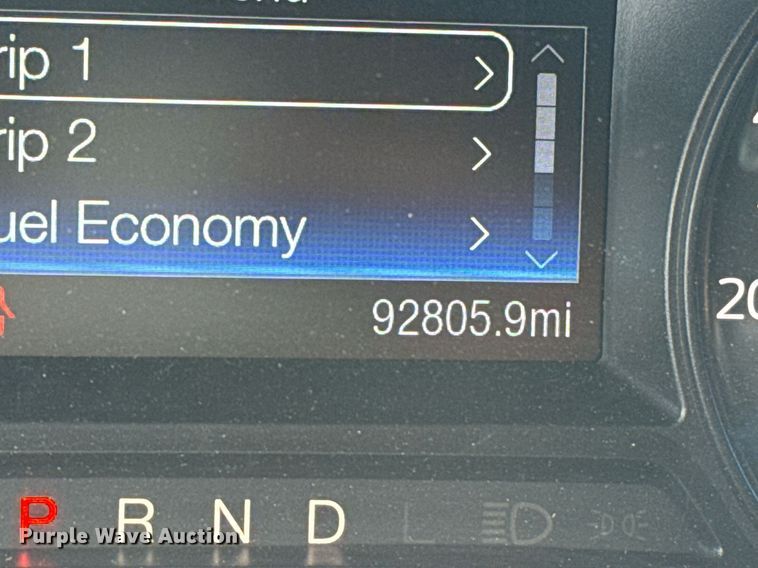 rip 1
rip 2
uel Economy
92805.9mi
20
P R N D L
Purple Wave Auction